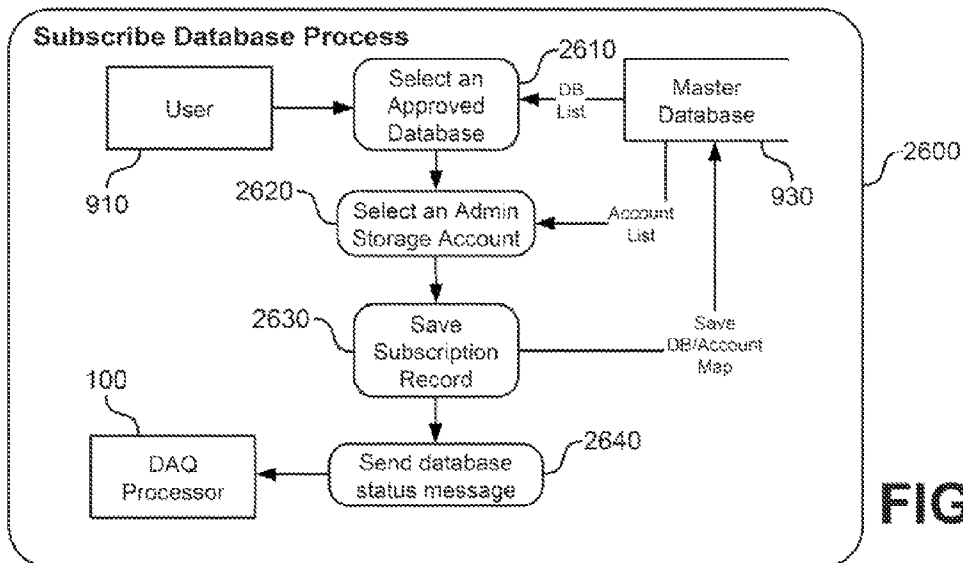 Subscribe Database Process
2610
Select an
Approved
Database
User
DB
List
Master
Database
910
930
2600
2620
Select an Admin
Storage Account
Account
List
2630
Save
Subscription
Record
Save
DB/Account
Map
100
DAQ
Processor
2640
Send database
status message
FIG